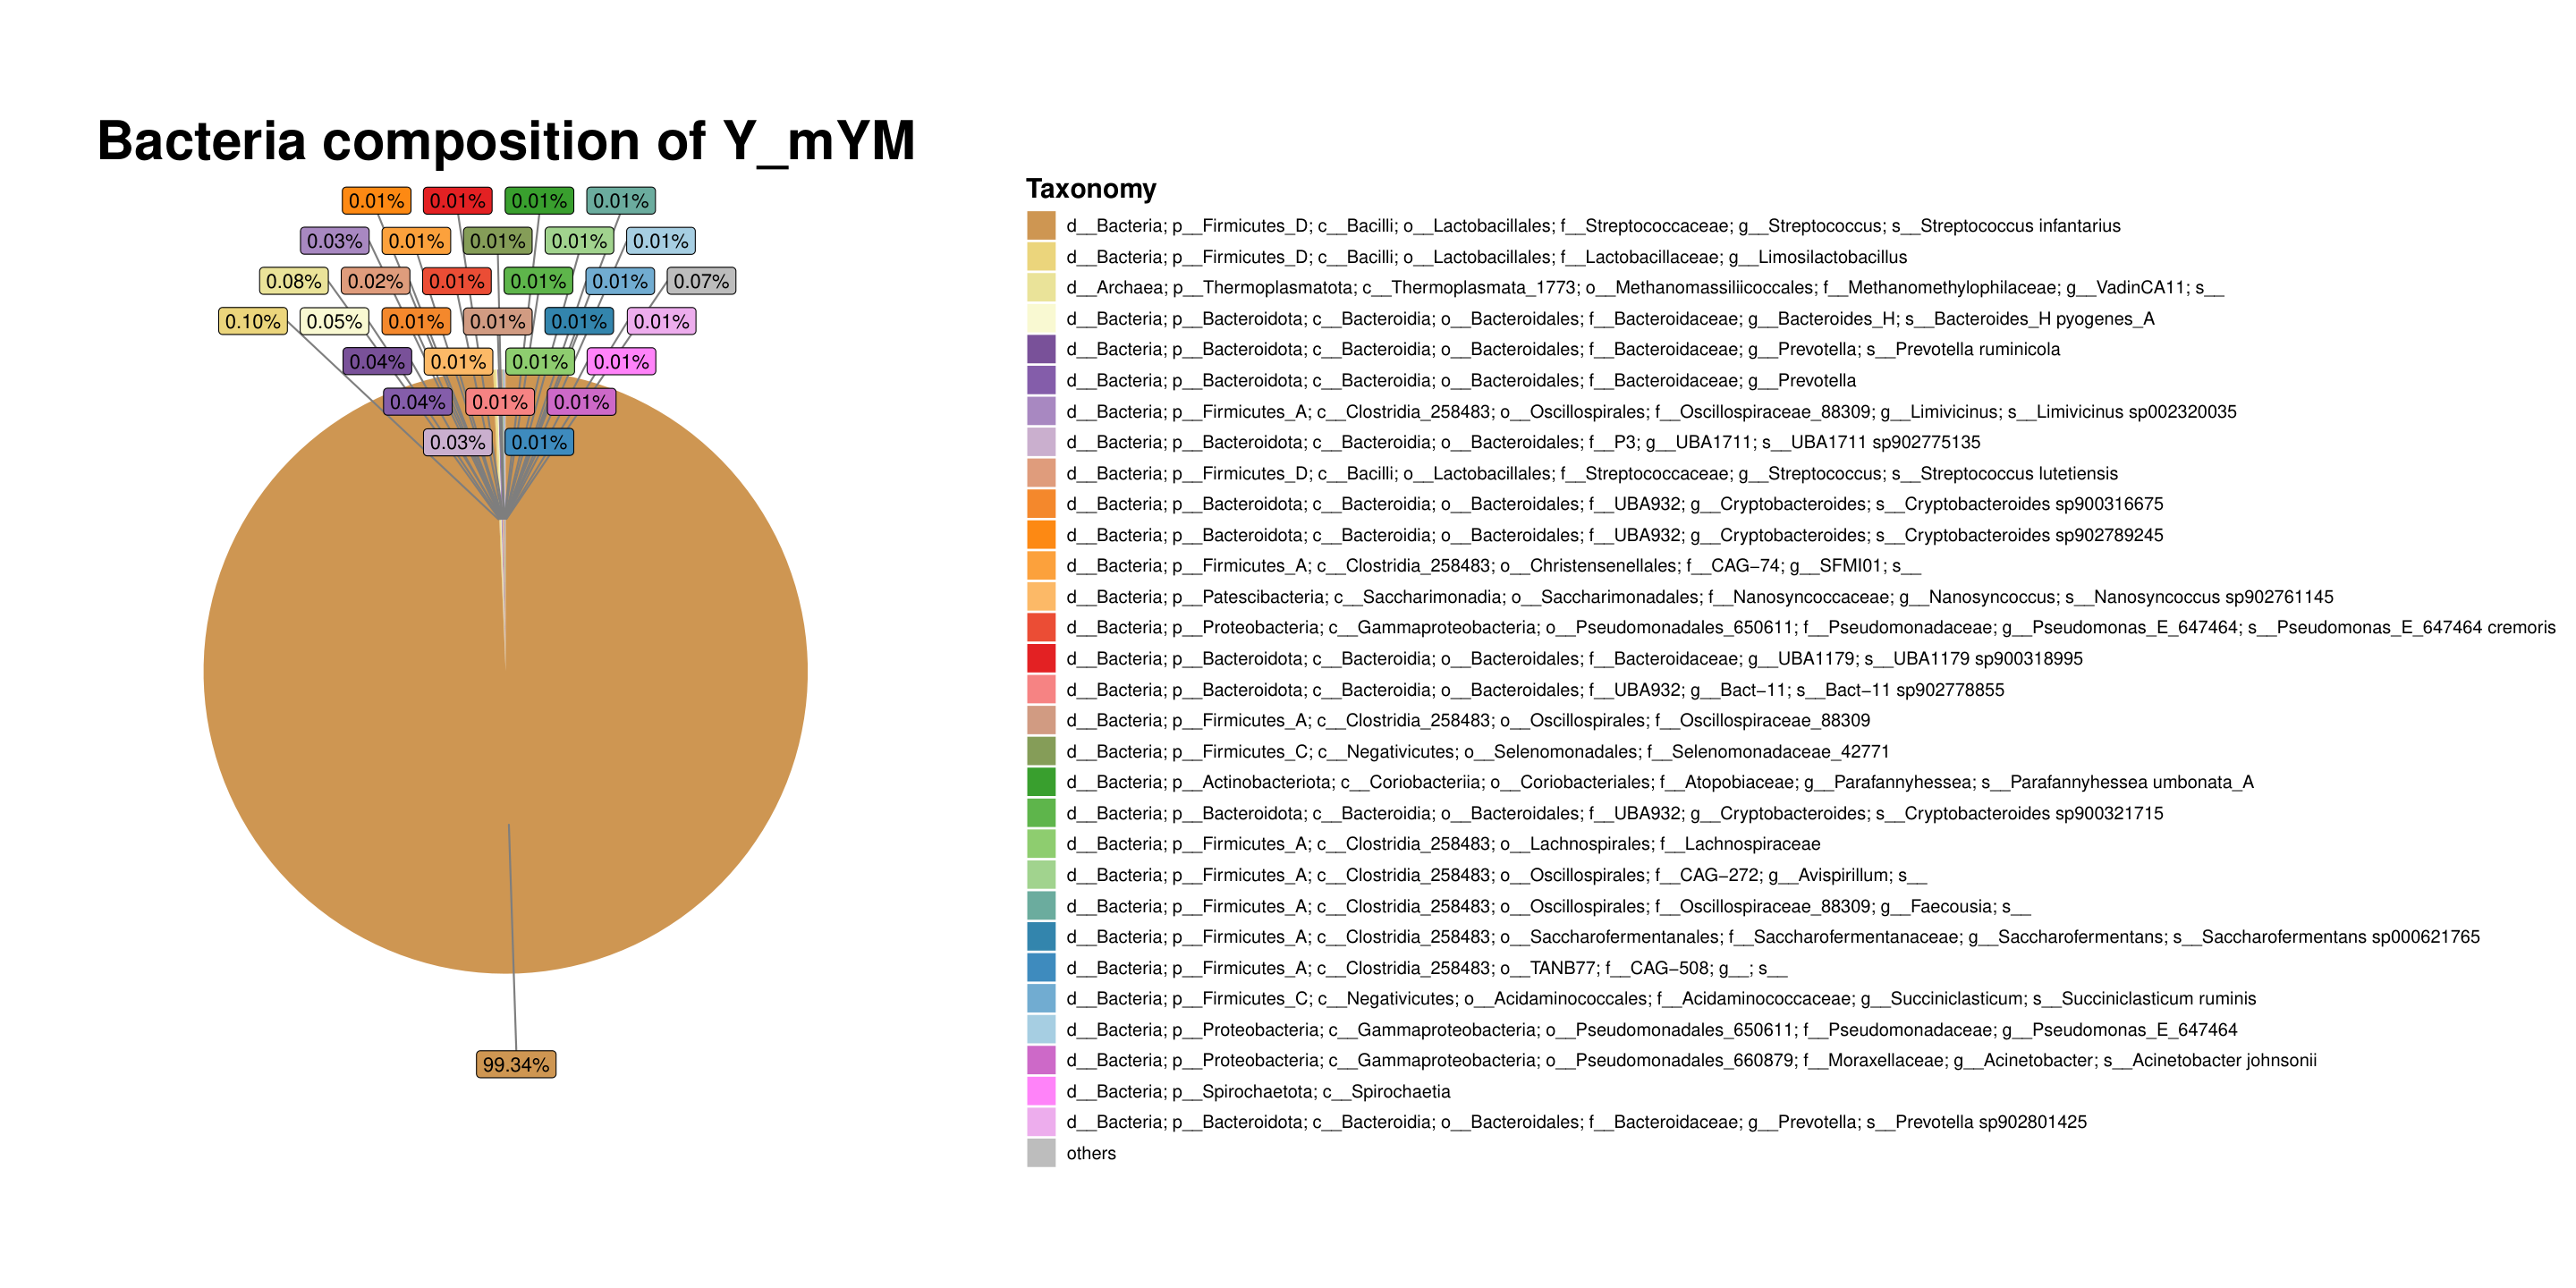 Bacteria composition of Y_mYM
0.01% 0.01% 0.01% 0.01%
0.03% 0.01% 0.01% 0.01% 0.01%
0.08% 0.02% 0.01% 0.01% 0.01% 0.07%
0.10% 0.05% 0.01% 0.01% 0.01% 0.01%
0.04% 0.01% 0.01% 0.01%
0.04% 0.01% 0.01%
0.03% 0.01%
99.34%
Taxonomy
d__Bacteria; p__Firmicutes_D; c__Bacilli; o__Lactobacillales; f__Streptococcaceae; g__Streptococcus; s__Streptococcus infantarius
d__Bacteria; p__Firmicutes_D; c__Bacilli; o__Lactobacillales; f__Lactobacillaceae; g__Limosilactobacillus
d__Archaea; p__Thermoplasmatota; c__Thermoplasmata_1773; o__Methanomassiliicoccales; f__Methanomethylophilaceae; g__VadinCA11; s__
d__Bacteria; p__Bacteroidota; c__Bacteroidia; o__Bacteroidales; f__Bacteroidaceae; g__Bacteroides_H; s__Bacteroides_H pyogenes_A
d__Bacteria; p__Bacteroidota; c__Bacteroidia; o__Bacteroidales; f__Bacteroidaceae; g__Prevotella; s__Prevotella ruminicola
d__Bacteria; p__Bacteroidota; c__Bacteroidia; o__Bacteroidales; f__Bacteroidaceae; g__Prevotella
d__Bacteria; p__Firmicutes_A; c__Clostridia_258483; o__Oscillospirales; f__Oscillospiraceae_88309; g__Limivicinus; s__Limivicinus sp002320035
d__Bacteria; p__Bacteroidota; c__Bacteroidia; o__Bacteroidales; f__P3; g__UBA1711; s__UBA1711 sp902775135
d__Bacteria; p__Firmicutes_D; c__Bacilli; o__Lactobacillales; f__Streptococcaceae; g__Streptococcus; s__Streptococcus lutetiensis
d__Bacteria; p__Bacteroidota; c__Bacteroidia; o__Bacteroidales; f__UBA932; g__Cryptobacteroides; s__Cryptobacteroides sp900316675
d__Bacteria; p__Bacteroidota; c__Bacteroidia; o__Bacteroidales; f__UBA932; g__Cryptobacteroides; s__Cryptobacteroides sp902789245
d__Bacteria; p__Firmicutes_A; c__Clostridia_258483; o__Christensenellales; f__CAG−74; g__SFMI01; s__
d__Bacteria; p__Patescibacteria; c__Saccharimonadia; o__Saccharimonadales; f__Nanosyncoccaceae; g__Nanosyncoccus; s__Nanosyncoccus sp902761145
d__Bacteria; p__Proteobacteria; c__Gammaproteobacteria; o__Pseudomonadales_650611; f__Pseudomonadaceae; g__Pseudomonas_E_647464; s__Pseudomonas_E_647464 cremoris
d__Bacteria; p__Bacteroidota; c__Bacteroidia; o__Bacteroidales; f__Bacteroidaceae; g__UBA1179; s__UBA1179 sp900318995
d__Bacteria; p__Bacteroidota; c__Bacteroidia; o__Bacteroidales; f__UBA932; g__Bact−11; s__Bact−11 sp902778855
d__Bacteria; p__Firmicutes_A; c__Clostridia_258483; o__Oscillospirales; f__Oscillospiraceae_88309
d__Bacteria; p__Firmicutes_C; c__Negativicutes; o__Selenomonadales; f__Selenomonadaceae_42771
d__Bacteria; p__Actinobacteriota; c__Coriobacteriia; o__Coriobacteriales; f__Atopobiaceae; g__Parafannyhessea; s__Parafannyhessea umbonata_A
d__Bacteria; p__Bacteroidota; c__Bacteroidia; o__Bacteroidales; f__UBA932; g__Cryptobacteroides; s__Cryptobacteroides sp900321715
d__Bacteria; p__Firmicutes_A; c__Clostridia_258483; o__Lachnospirales; f__Lachnospiraceae
d__Bacteria; p__Firmicutes_A; c__Clostridia_258483; o__Oscillospirales; f__CAG−272; g__Avispirillum; s__
d__Bacteria; p__Firmicutes_A; c__Clostridia_258483; o__Oscillospirales; f__Oscillospiraceae_88309; g__Faecousia; s__
d__Bacteria; p__Firmicutes_A; c__Clostridia_258483; o__Saccharofermentanales; f__Saccharofermentanaceae; g__Saccharofermentans; s__Saccharofermentans sp000621765
d__Bacteria; p__Firmicutes_A; c__Clostridia_258483; o__TANB77; f__CAG−508; g__; s__
d__Bacteria; p__Firmicutes_C; c__Negativicutes; o__Acidaminococcales; f__Acidaminococcaceae; g__Succiniclasticum; s__Succiniclasticum ruminis
d__Bacteria; p__Proteobacteria; c__Gammaproteobacteria; o__Pseudomonadales_650611; f__Pseudomonadaceae; g__Pseudomonas_E_647464
d__Bacteria; p__Proteobacteria; c__Gammaproteobacteria; o__Pseudomonadales_660879; f__Moraxellaceae; g__Acinetobacter; s__Acinetobacter johnsonii
d__Bacteria; p__Spirochaetota; c__Spirochaetia
d__Bacteria; p__Bacteroidota; c__Bacteroidia; o__Bacteroidales; f__Bacteroidaceae; g__Prevotella; s__Prevotella sp902801425
others